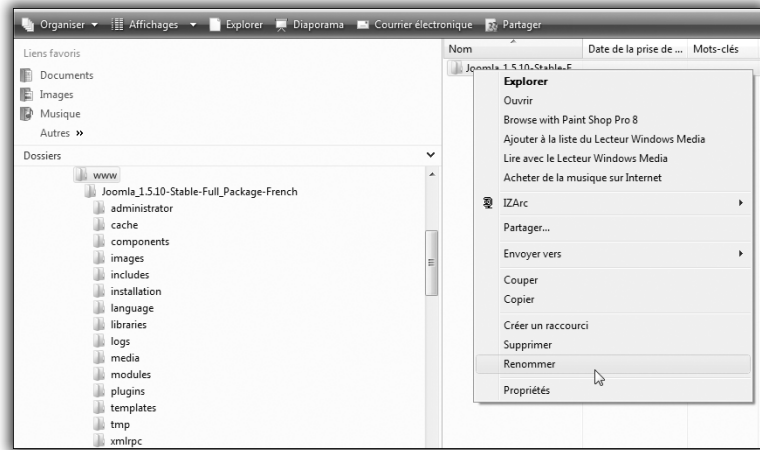 Organiser Affichages Explorer Diaporama Courrier électronique Partager
Liens favoris
Documents
Images
Musique
Autres »
Dossiers
www
Joomla_1.5.10-Stable-Full_Package-French
administrator
cache
components
images
includes
installation
language
libraries
logs
media
modules
plugins
templates
tmp
xmlrpc
Nom Date de la prise de ... Mots-clés
Joomla_1.5.10-Stable-F...
Explorer
Ouvrir
Browse with Paint Shop Pro 8
Ajouter à la liste du Lecteur Windows Media
Lire avec le Lecteur Windows Media
Acheter de la musique sur Internet
IZArc
Partager...
Envoyer vers
Couper
Copier
Créer un raccourci
Supprimer
Renommer
Propriétés